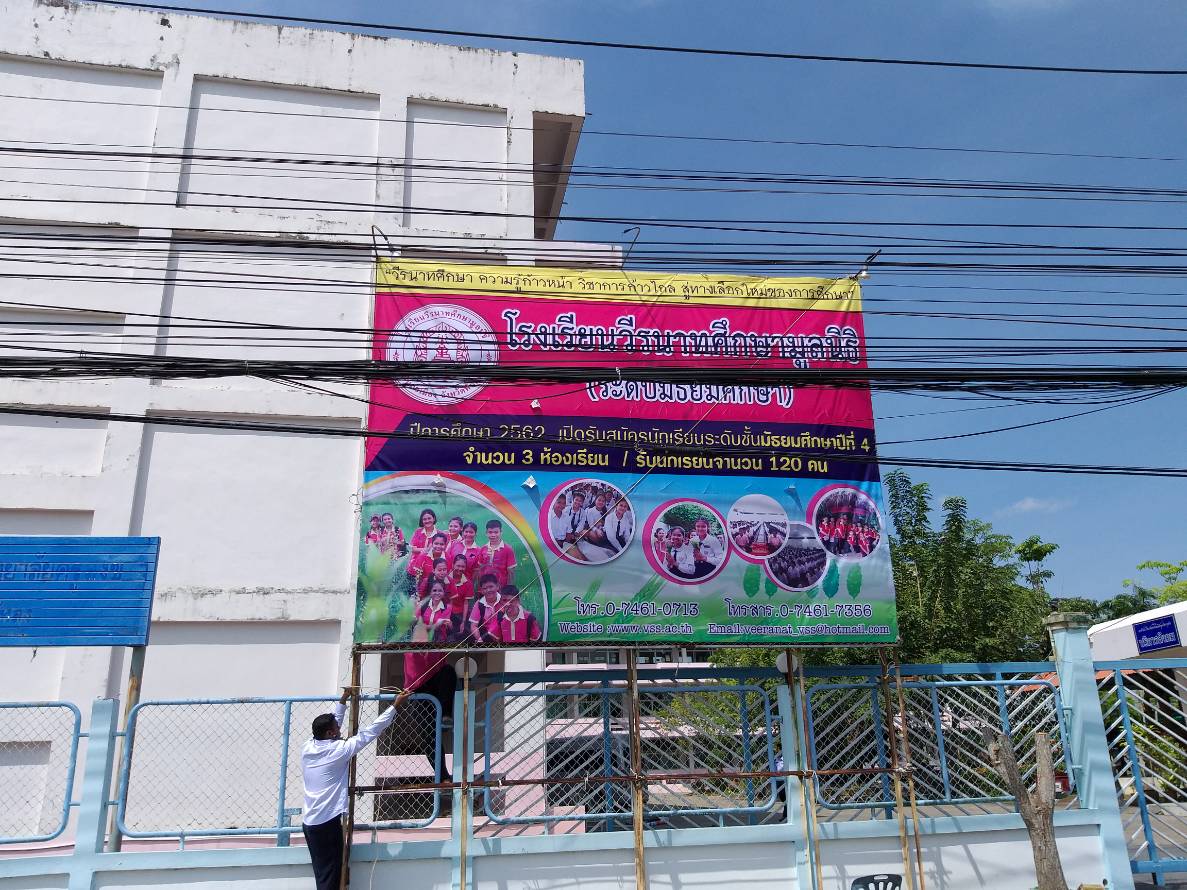 "วีรนาทศึกษา ความรู้ก้าวหน้า วิชาการก้าวไกล สู่ทางเลือกใหม่ของการศึกษา"
โรงเรียนวีรนาทศึกษามูลนิธิ
(ระดับมัธยมศึกษา)
ปีการศึกษา 2562 เปิดรับสมัครนักเรียนระดับชั้นมัธยมศึกษาปีที่ 4
จำนวน 3 ห้องเรียน / รับนักเรียนจำนวน 120 คน
โทร.0-7461-0713 โทรสาร.0-7461-7356
Website :www.vss.ac.th Email:veeranat_vss@hotmail.com